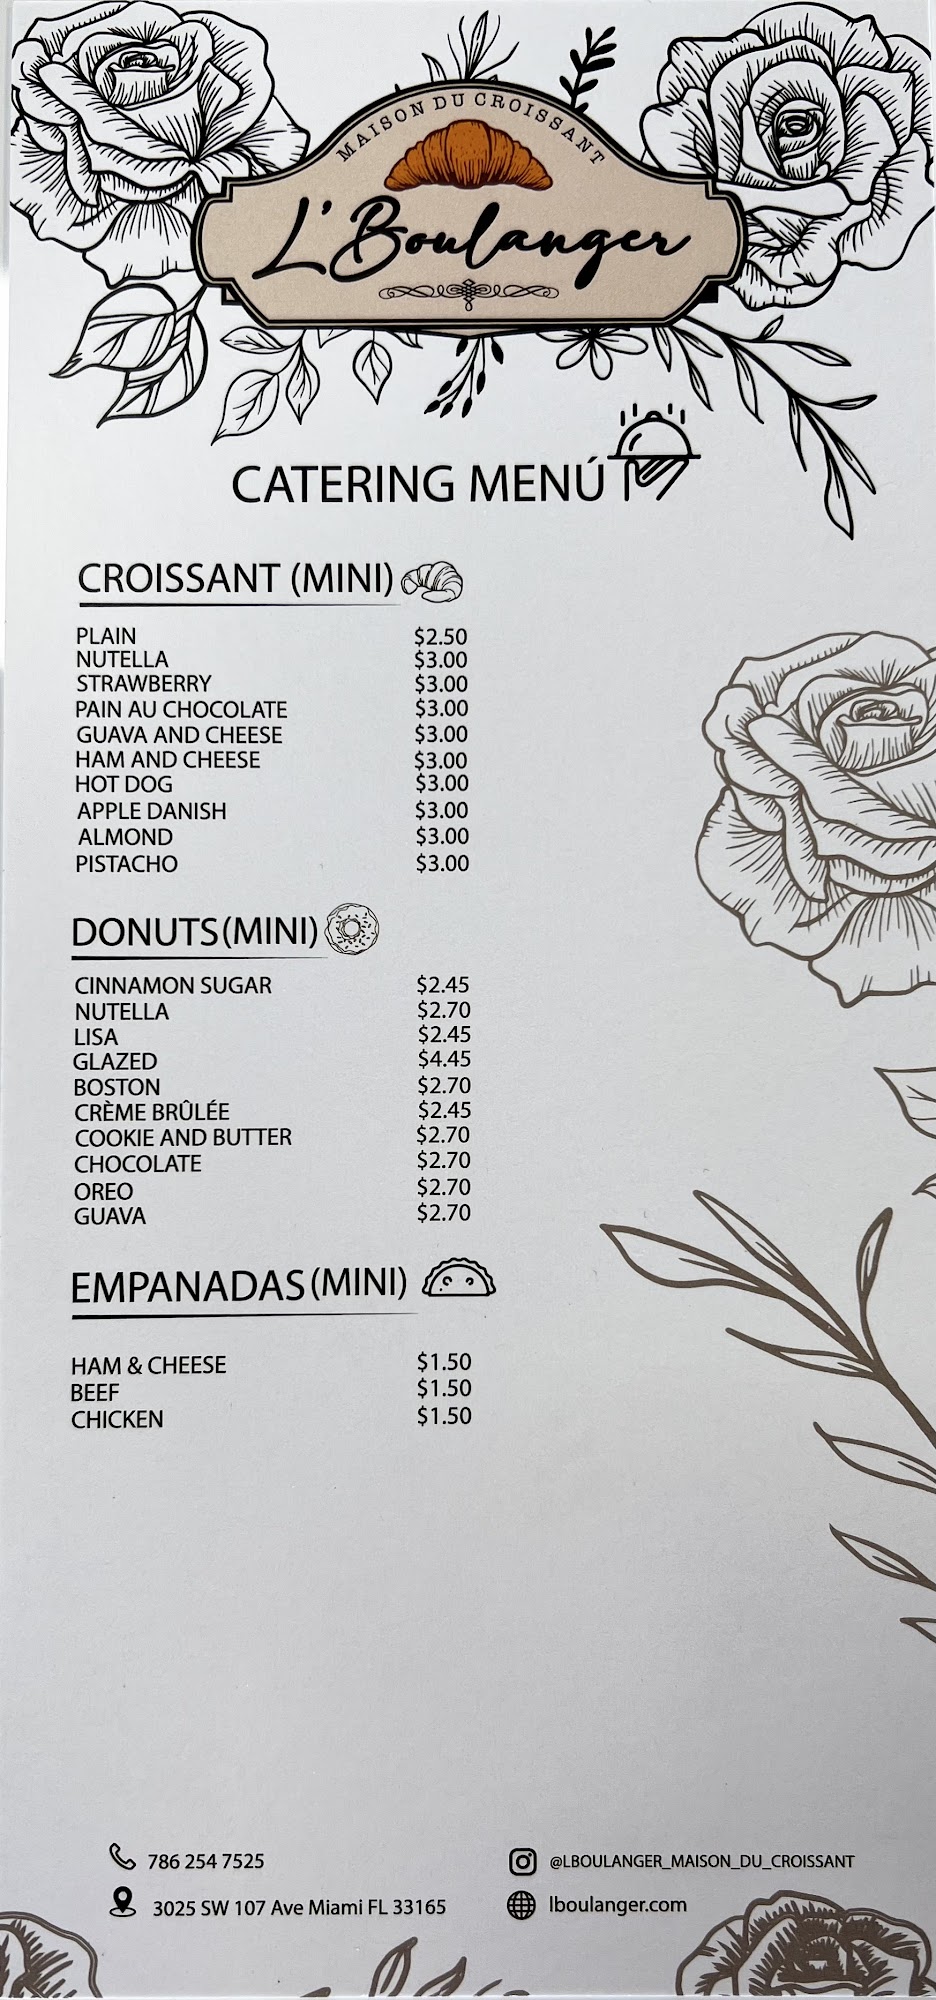 MAISON DU CROISSANT
L'Boulanger
CATERING MENÚ
CROISSANT (MINI)
PLAIN $2.50
NUTELLA $3.00
STRAWBERRY $3.00
PAIN AU CHOCOLATE $3.00
GUAVA AND CHEESE $3.00
HAM AND CHEESE $3.00
HOT DOG $3.00
APPLE DANISH $3.00
ALMOND $3.00
PISTACHO $3.00
DONUTS (MINI)
CINNAMON SUGAR $2.45
NUTELLA $2.70
LISA $2.45
GLAZED $4.45
BOSTON $2.70
CRÈME BRÛLÉE $2.45
COOKIE AND BUTTER $2.70
CHOCOLATE $2.70
OREO $2.70
GUAVA $2.70
EMPANADAS (MINI)
HAM & CHEESE $1.50
BEEF $1.50
CHICKEN $1.50
786 254 7525 @LBOULANGER_MAISON_DU_CROISSANT
3025 SW 107 Ave Miami FL 33165 lboulanger.com